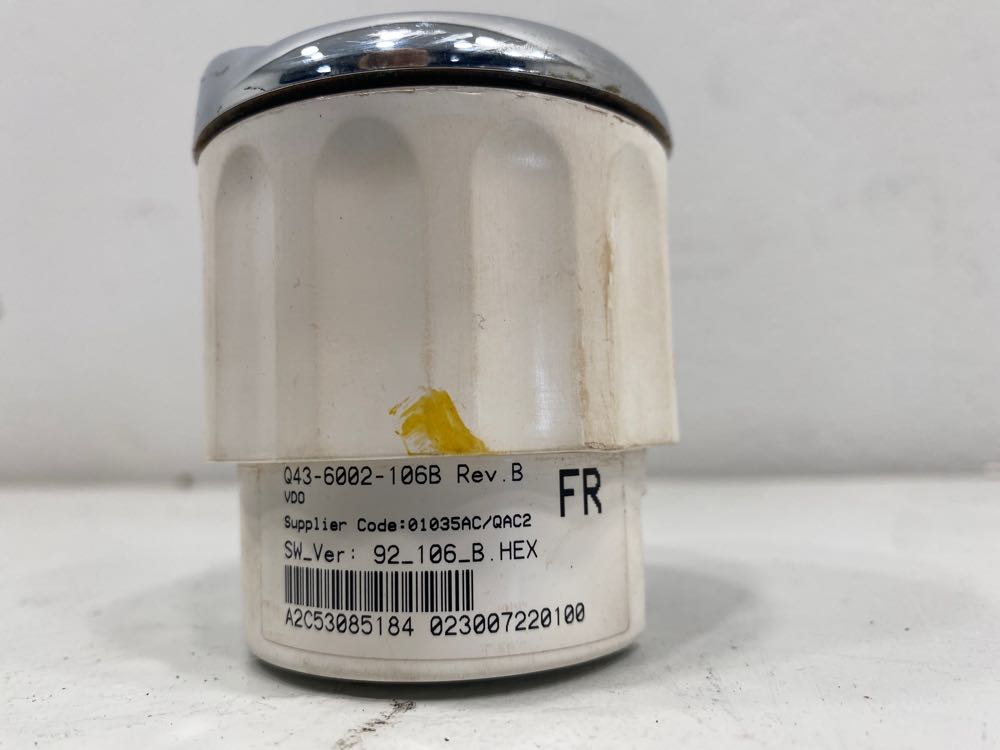 Q43-6002-106B Rev.B
FR
VDO
Supplier Code:01035AC/QAC2
SW_Ver: 92_106_B.HEX
A2C53085184 023007220100